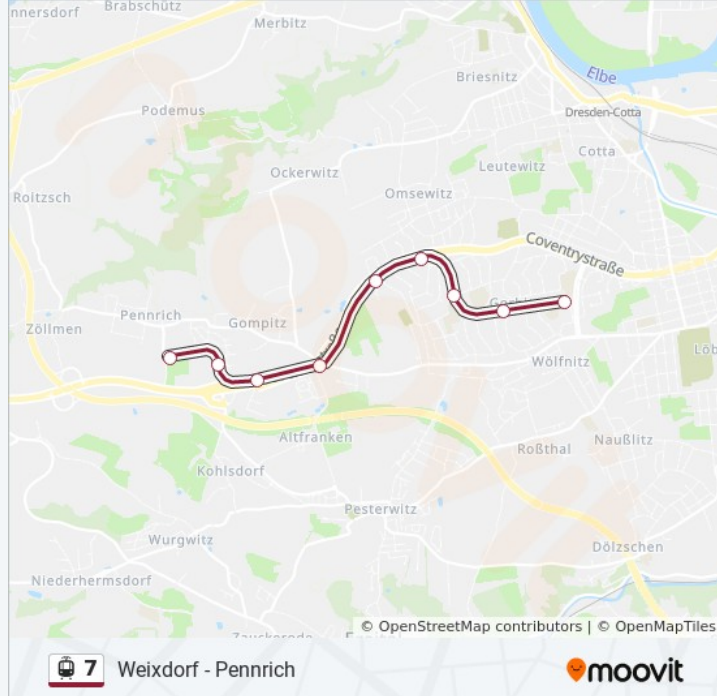 nnersdorf
Brabschütz
Merbitz
Elbe
Briesnitz
Podemus
Dresden-Cotta
Cotta
Ockerwitz
Leutewitz
Roitzsch
Omsewitz
Coventrystraße
Pennrich
Gompitz
Zöllmen
Wölfnitz
Löb
Altfranken
Naußlitz
Roßthal
Kohlsdorf
Pesterwitz
Wurgwitz
Dölzschen
Niederhermsdorf
© OpenStreetMap contributors | © OpenMapTiles
7 Weixdorf - Pennrich
moovit